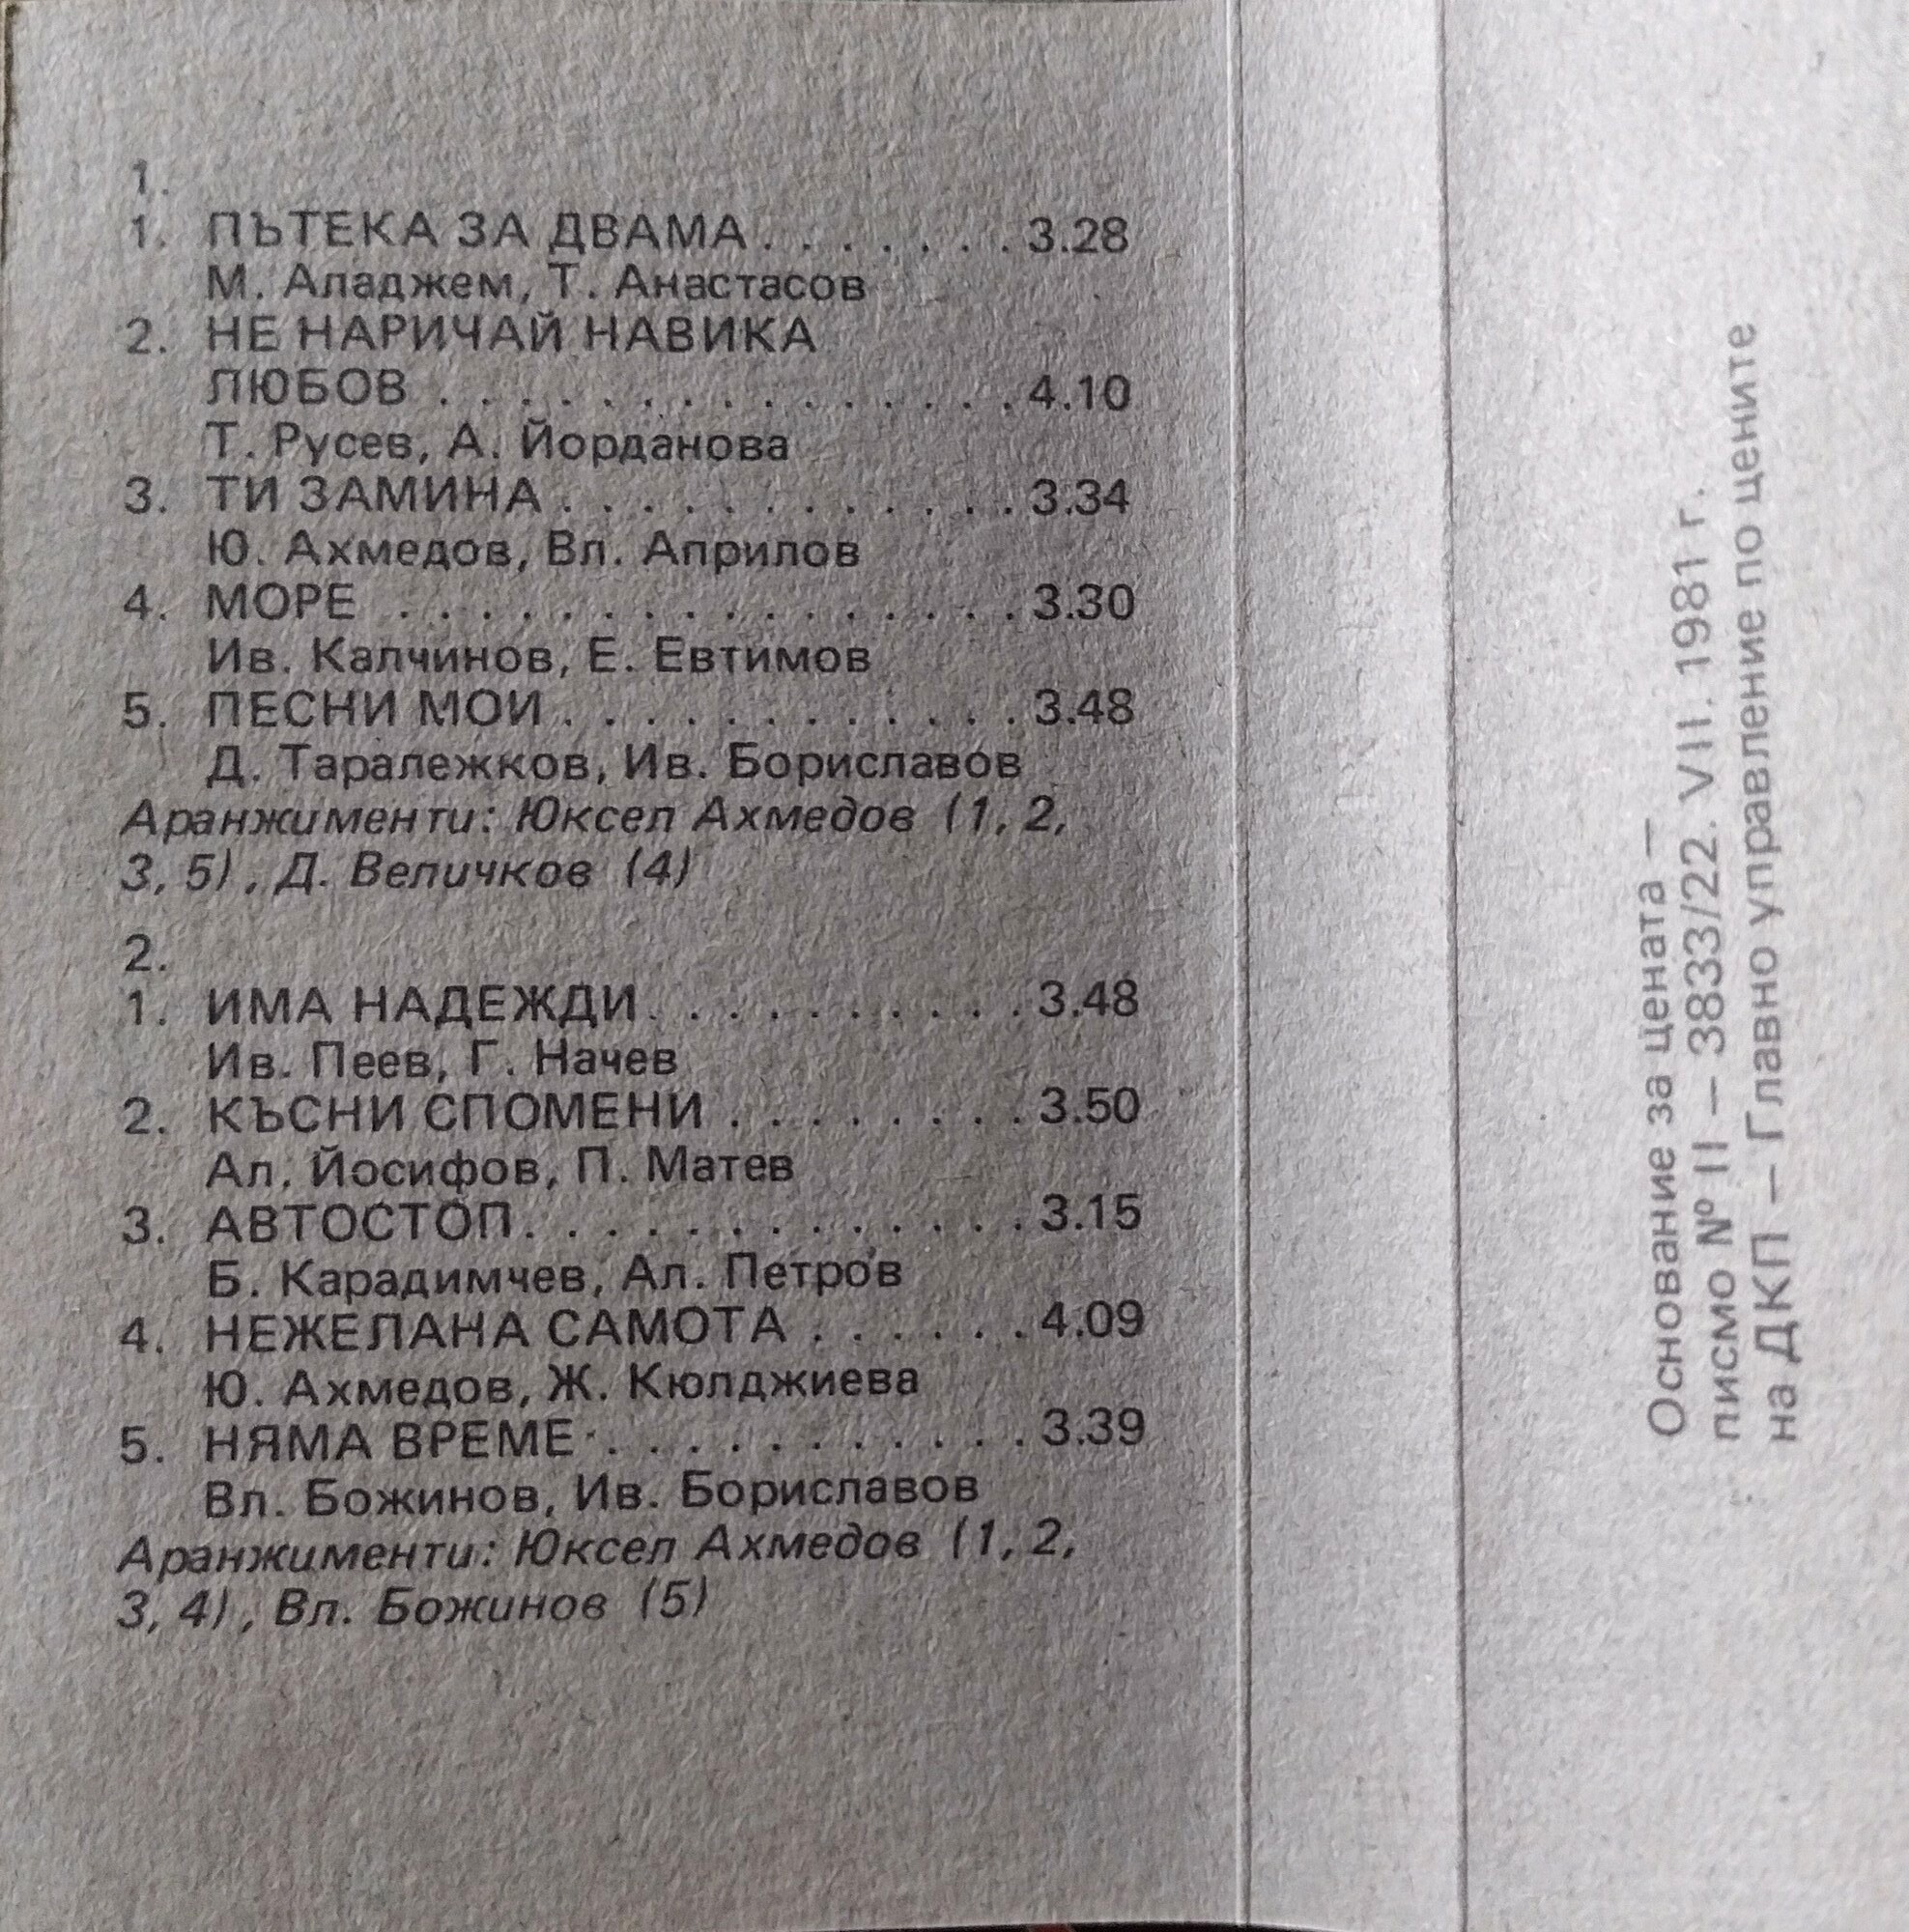 1.
1. ПЪТЕКА ЗА ДВАМА . . . . . . . 3.28
М. Аладжем, Т. Анастасов
2. НЕ НАРИЧАЙ НАВИКА
ЛЮБОВ . . . . . . . . . . . . . . 4.10
Т. Русев, А. Йорданова
3. ТИ ЗАМИНА . . . . . . . . . . . . 3.34
Ю. Ахмедов, Вл. Априлов
4. МОРЕ . . . . . . . . . . . . . . . 3.30
Ив. Калчинов, Е. Евтимов
5. ПЕСНИ МОИ . . . . . . . . . . . . 3.48
Д. Таралежков, Ив. Бориславов
Аранжименти: Юксел Ахмедов (1, 2,
3, 5), Д. Величков (4)
2.
1. ИМА НАДЕЖДИ . . . . . . . . . . 3.48
Ив. Пеев, Г. Начев
2. КЪСНИ СПОМЕНИ . . . . . . . . 3.50
Ал. Йосифов, П. Матев
3. АВТОСТОП . . . . . . . . . . . . . 3.15
Б. Карадимчев, Ал. Петров
4. НЕЖЕЛАНА САМОТА . . . . . . 4.09
Ю. Ахмедов, Ж. Кюлджиева
5. НЯМА ВРЕМЕ . . . . . . . . . . . 3.39
Вл. Божинов, Ив. Бориславов
Аранжименти: Юксел Ахмедов (1, 2,
3, 4), Вл. Божинов (5)
Основание за цената —
писмо № II — 3833/22. VII. 1981 г.
на ДКП — Главно управление по цените